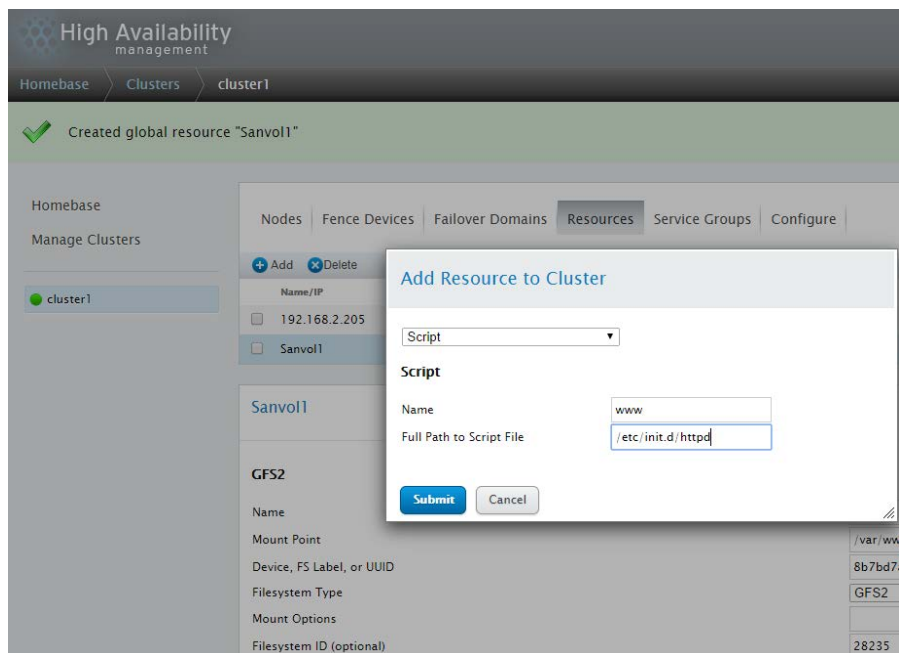 High Availability
management
Homebase Clusters cluster1
Created global resource "Sanvol1"
Homebase
Manage Clusters
cluster1
Nodes Fence Devices Failover Domains Resources Service Groups Configure
Add Delete
Name/IP
192.168.2.205
Sanvol1
Add Resource to Cluster
Script
Script
Name www
Full Path to Script File /etc/init.d/httpd
Submit Cancel
Sanvol1
GFS2
Name
Mount Point /var/ww
Device, FS Label, or UUID 8b7bd7
Filesystem Type GFS2
Mount Options
Filesystem ID (optional) 28235